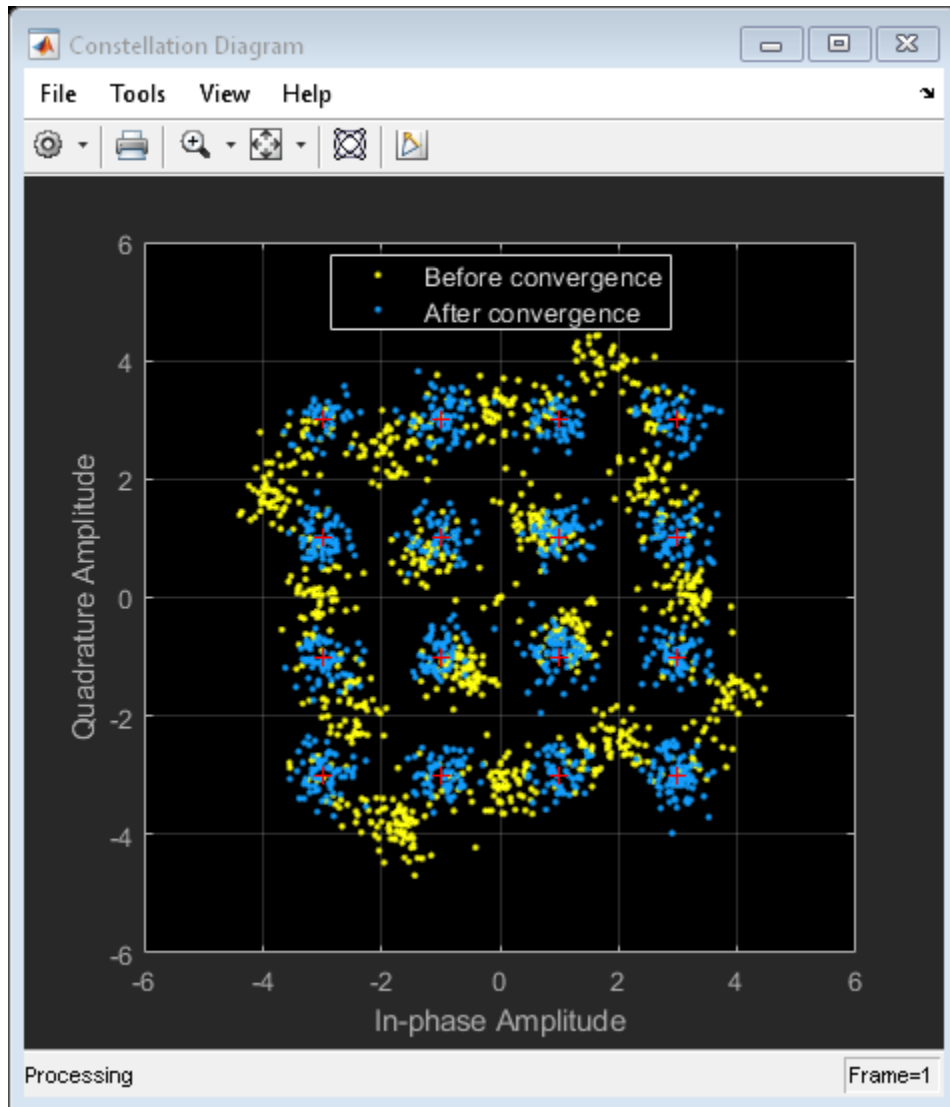 Constellation Diagram
File Tools View Help
6
Before convergence
After convergence
4
2
0
-2
-4
-6
Quadrature Amplitude
-6 -4 -2 0 2 4 6
In-phase Amplitude
Processing Frame=1